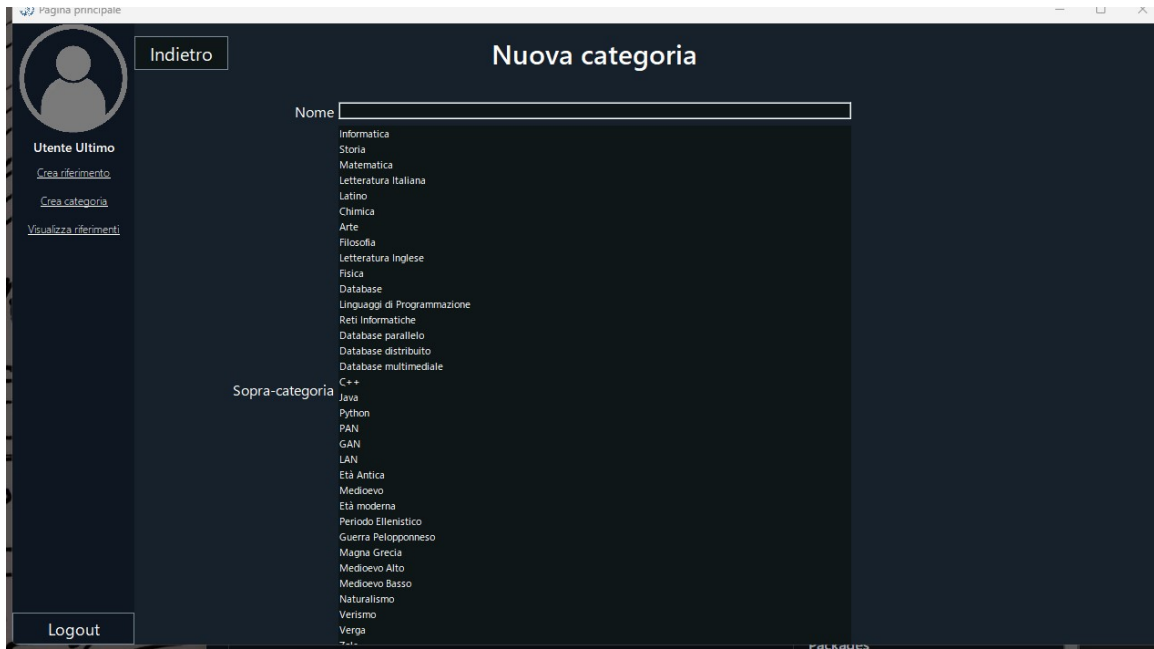 Pagina principale
Indietro
Nuova categoria
Nome
Utente Ultimo
Crea riferimento
Crea categoria
Visualizza riferimenti
Logout
Sopra-categoria
Informatica
Storia
Matematica
Letteratura Italiana
Latino
Chimica
Arte
Filosofia
Letteratura Inglese
Fisica
Database
Linguaggi di Programmazione
Reti Informatiche
Database parallelo
Database distribuito
Database multimediale
C++
Java
Python
PAN
GAN
LAN
Età Antica
Medioevo
Età moderna
Periodo Ellenistico
Guerra Pelopponneso
Magna Grecia
Medioevo Alto
Medioevo Basso
Naturalismo
Verismo
Verga
Packages